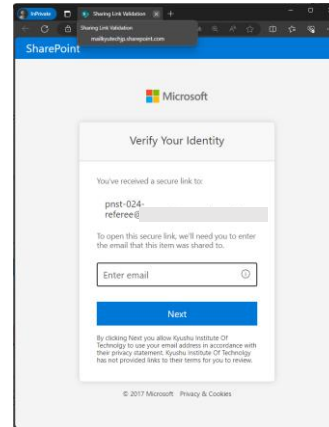 InPrivate
Sharing Link Validation
Sharing Link Validation
mailkyutechjp.sharepoint.com
SharePoint
Microsoft
Verify Your Identity
You've received a secure link to:
pnst-024-
referee@
To open this secure link, we'll need you to enter
the email that this item was shared to.
Enter email
Next
By clicking Next you allow Kyushu Institute Of
Technolgy to use your email address in accordance with
their privacy statement. Kyushu Institute Of Technolgy
has not provided links to their terms for you to review.
© 2017 Microsoft Privacy & Cookies